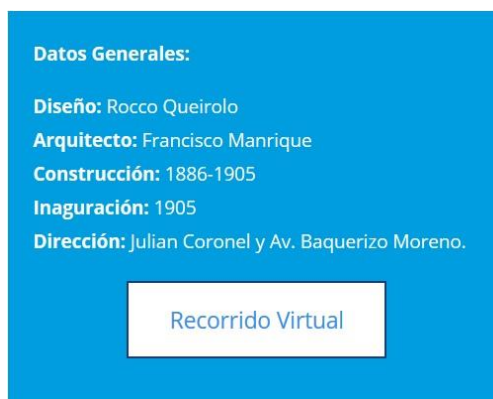 Datos Generales:
Diseño: Rocco Queirolo
Arquitecto: Francisco Manrique
Construcción: 1886-1905
Inaguración: 1905
Dirección: Julian Coronel y Av. Baquerizo Moreno.
Recorrido Virtual